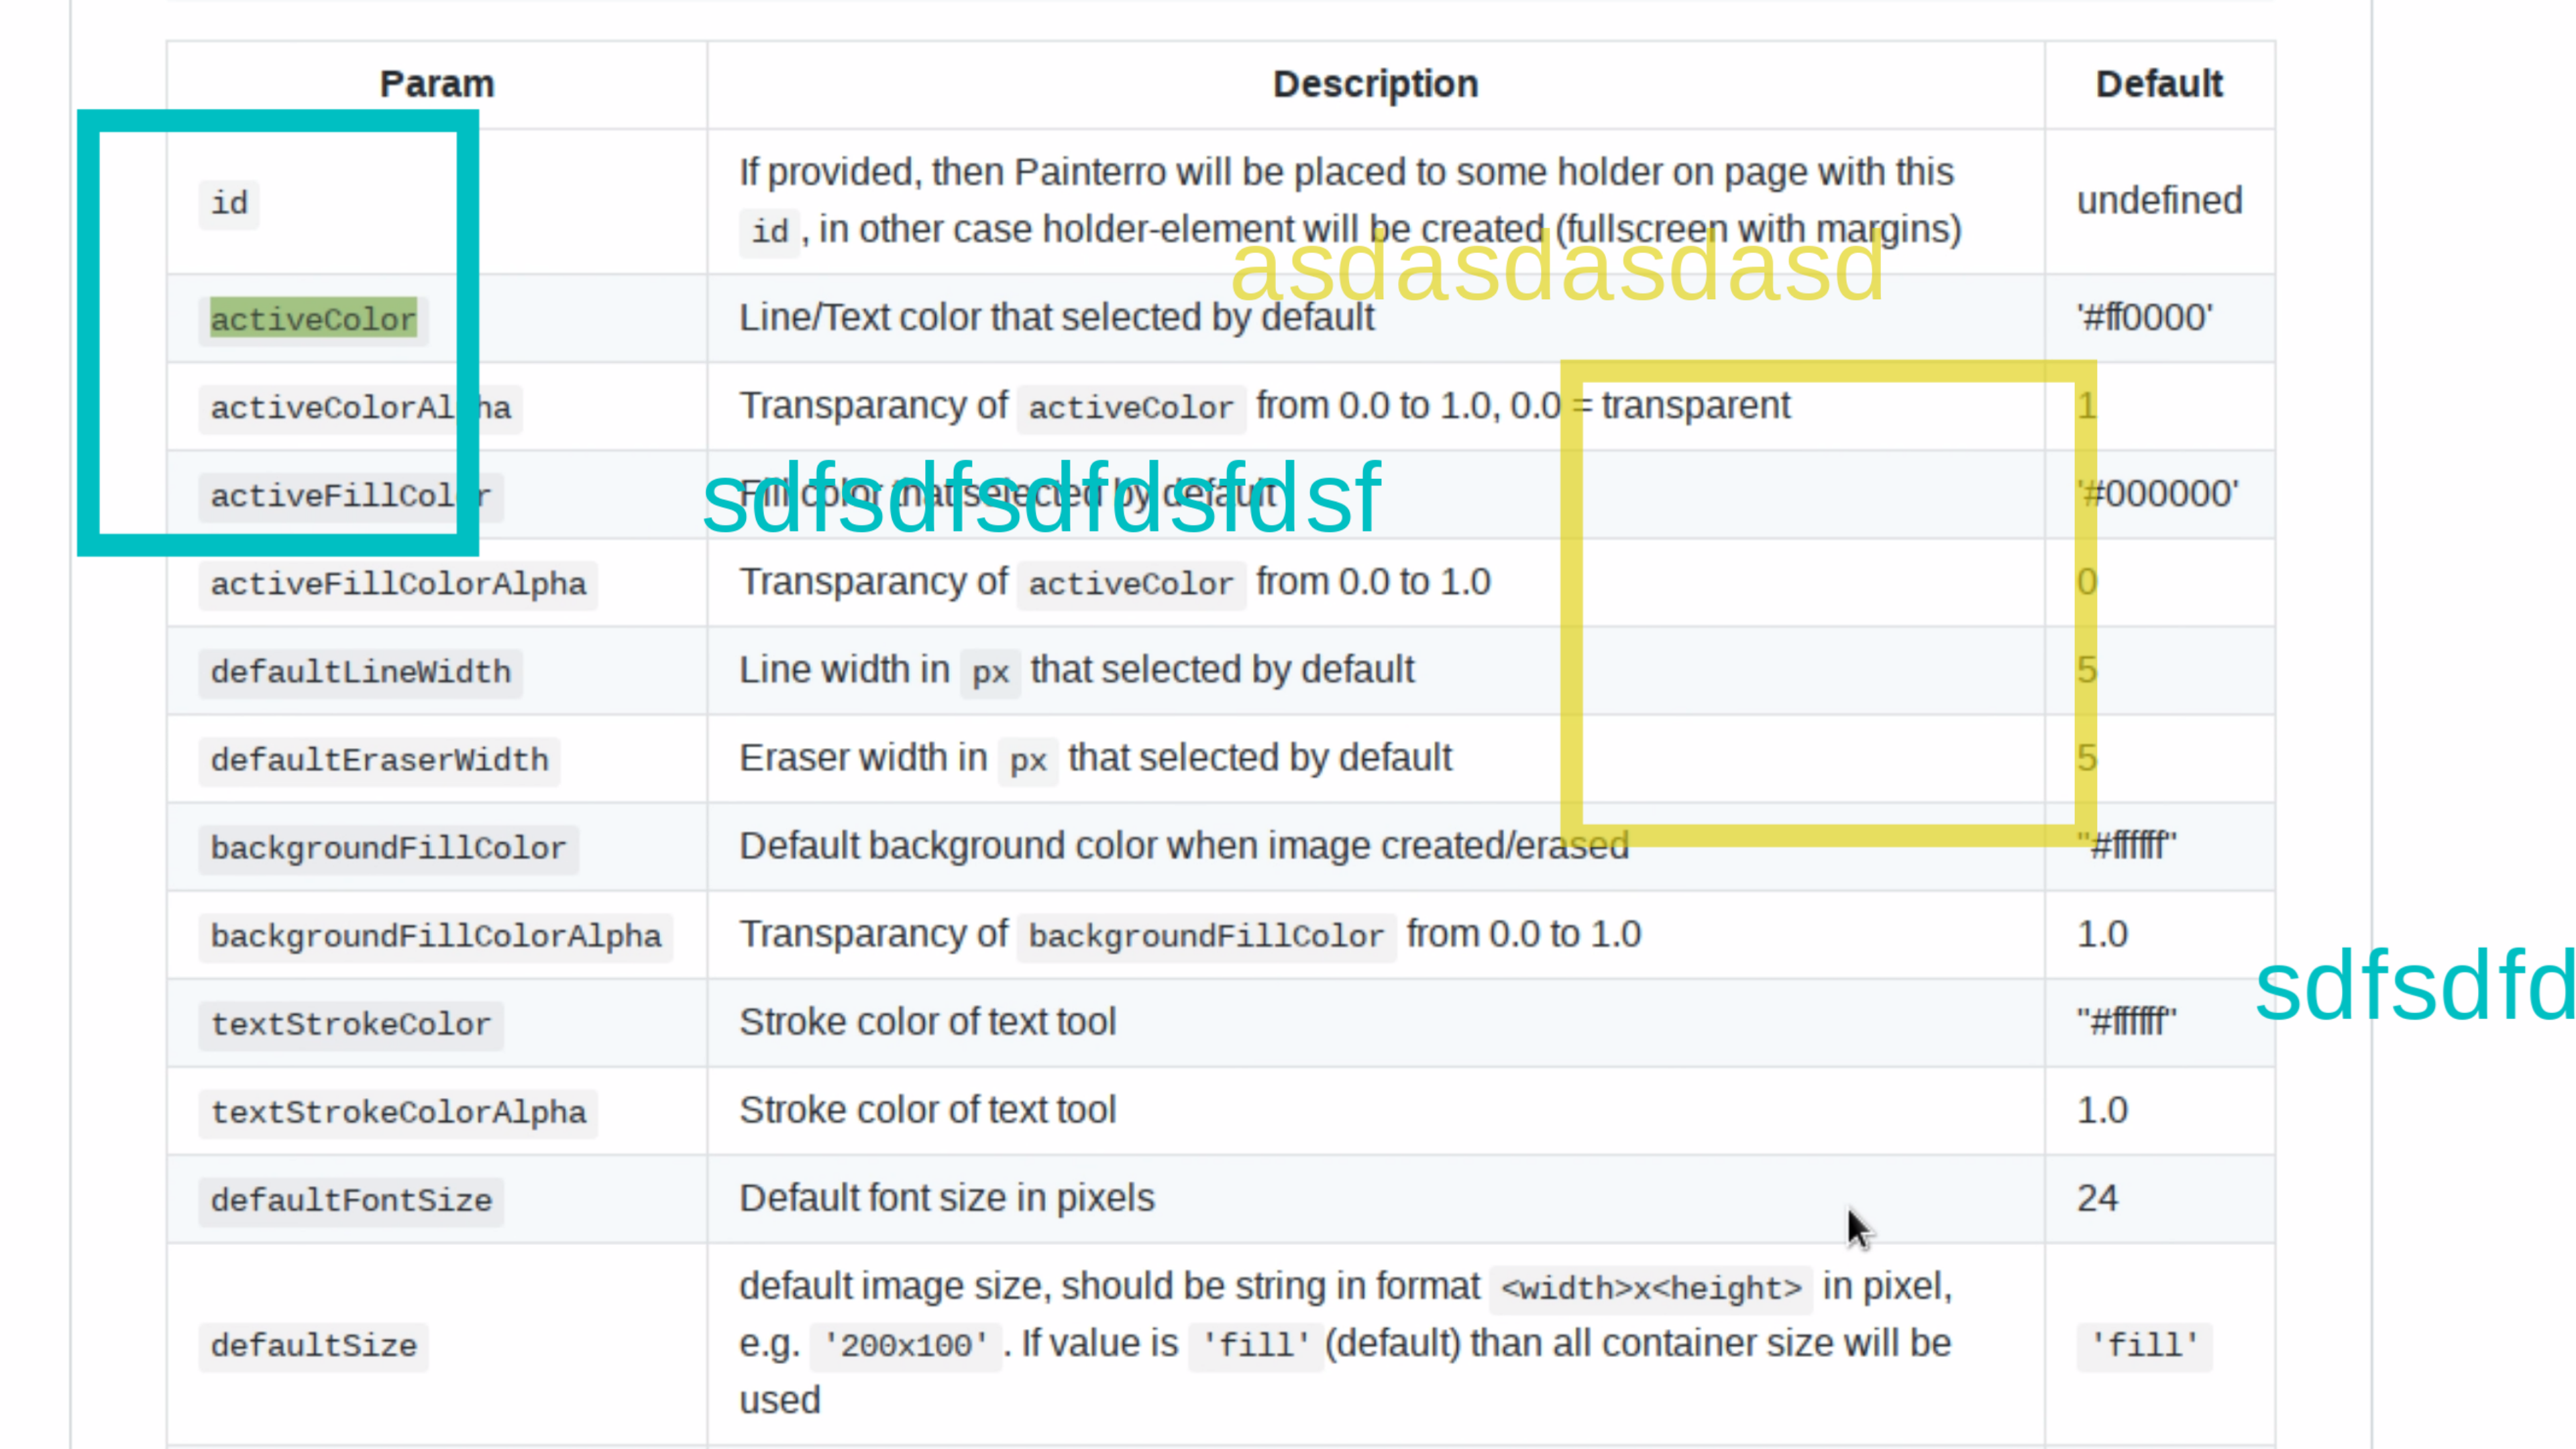 Param Description Default
id If provided, then Painterro will be placed to some holder on page with this
id , in other case holder-element will be created (fullscreen with margins) undefined
asdasdasdasd
activeColor Line/Text color that selected by default '#ff0000'
activeColorAlpha Transparancy of activeColor from 0.0 to 1.0, 0.0 = transparent 1
activeFillColor Fill color that selected by default '#000000'
sdfsdfsdfdsfdsf
activeFillColorAlpha Transparancy of activeColor from 0.0 to 1.0 0
defaultLineWidth Line width in px that selected by default 5
defaultEraserWidth Eraser width in px that selected by default 5
backgroundFillColor Default background color when image created/erased "#ffffff"
backgroundFillColorAlpha Transparancy of backgroundFillColor from 0.0 to 1.0 1.0
sdfsdfd
textStrokeColor Stroke color of text tool "#ffffff"
textStrokeColorAlpha Stroke color of text tool 1.0
defaultFontSize Default font size in pixels 24
defaultSize default image size, should be string in format <width>x<height> in pixel,
e.g. '200x100' . If value is 'fill' (default) than all container size will be 'fill'
used